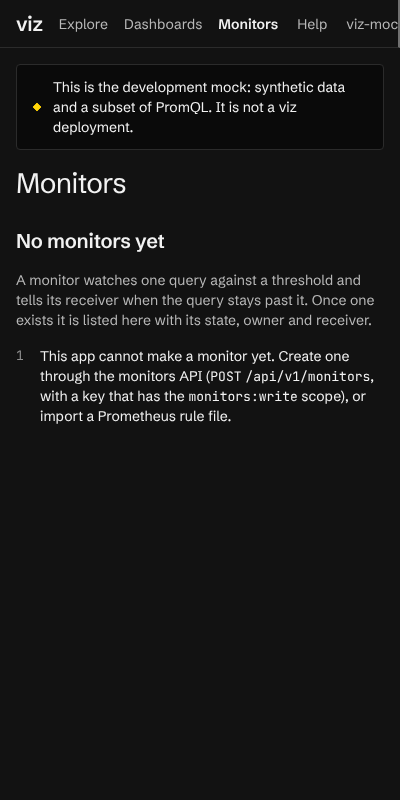 viz Explore Dashboards Monitors Help viz-moc
This is the development mock: synthetic data
and a subset of PromQL. It is not a viz
deployment.
Monitors
No monitors yet
A monitor watches one query against a threshold and
tells its receiver when the query stays past it. Once one
exists it is listed here with its state, owner and receiver.
1 This app cannot make a monitor yet. Create one
through the monitors API (POST /api/v1/monitors,
with a key that has the monitors:write scope), or
import a Prometheus rule file.